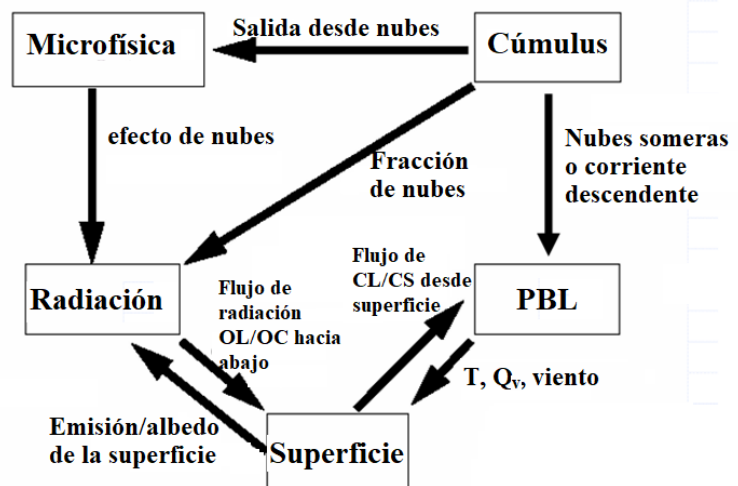 Microfísica
Salida desde nubes
Cúmulus
efecto de nubes
Fracción
de nubes
Nubes someras
o corriente
descendente
Radiación
Flujo de
radiación
OL/OC hacia
abajo
Flujo de
CL/CS desde
superficie
PBL
T, Qᵥ, viento
Emisión/albedo
de la superficie
Superficie